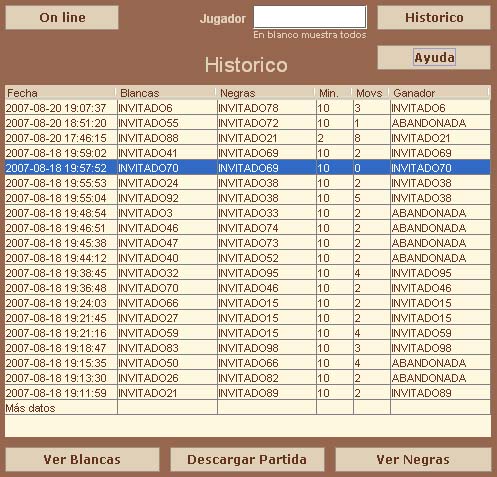 On line Jugador Historico
En blanco muestra todos
Historico Ayuda
Fecha Blancas Negras Min. Movs Ganador
2007-08-20 19:07:37 INVITADO6 INVITADO78 10 3 INVITADO6
2007-08-20 18:51:20 INVITADO55 INVITADO72 10 1 ABANDONADA
2007-08-20 17:46:15 INVITADO88 INVITADO21 2 8 INVITADO21
2007-08-18 19:59:02 INVITADO41 INVITADO69 10 2 INVITADO69
2007-08-18 19:57:52 INVITADO70 INVITADO69 10 0 INVITADO70
2007-08-18 19:55:53 INVITADO24 INVITADO38 10 2 INVITADO38
2007-08-18 19:55:04 INVITADO92 INVITADO38 10 5 INVITADO38
2007-08-18 19:48:54 INVITADO3 INVITADO33 10 2 ABANDONADA
2007-08-18 19:46:51 INVITADO46 INVITADO74 10 2 ABANDONADA
2007-08-18 19:45:38 INVITADO47 INVITADO73 10 2 ABANDONADA
2007-08-18 19:44:12 INVITADO40 INVITADO52 10 2 ABANDONADA
2007-08-18 19:38:45 INVITADO32 INVITADO95 10 4 INVITADO95
2007-08-18 19:36:48 INVITADO70 INVITADO46 10 2 INVITADO46
2007-08-18 19:24:03 INVITADO66 INVITADO15 10 2 INVITADO15
2007-08-18 19:21:45 INVITADO27 INVITADO15 10 2 INVITADO15
2007-08-18 19:21:16 INVITADO59 INVITADO15 10 4 INVITADO59
2007-08-18 19:18:47 INVITADO83 INVITADO98 10 3 INVITADO98
2007-08-18 19:15:35 INVITADO50 INVITADO66 10 4 ABANDONADA
2007-08-18 19:13:30 INVITADO26 INVITADO82 10 2 ABANDONADA
2007-08-18 19:11:59 INVITADO21 INVITADO89 10 2 INVITADO89
Más datos
Ver Blancas Descargar Partida Ver Negras